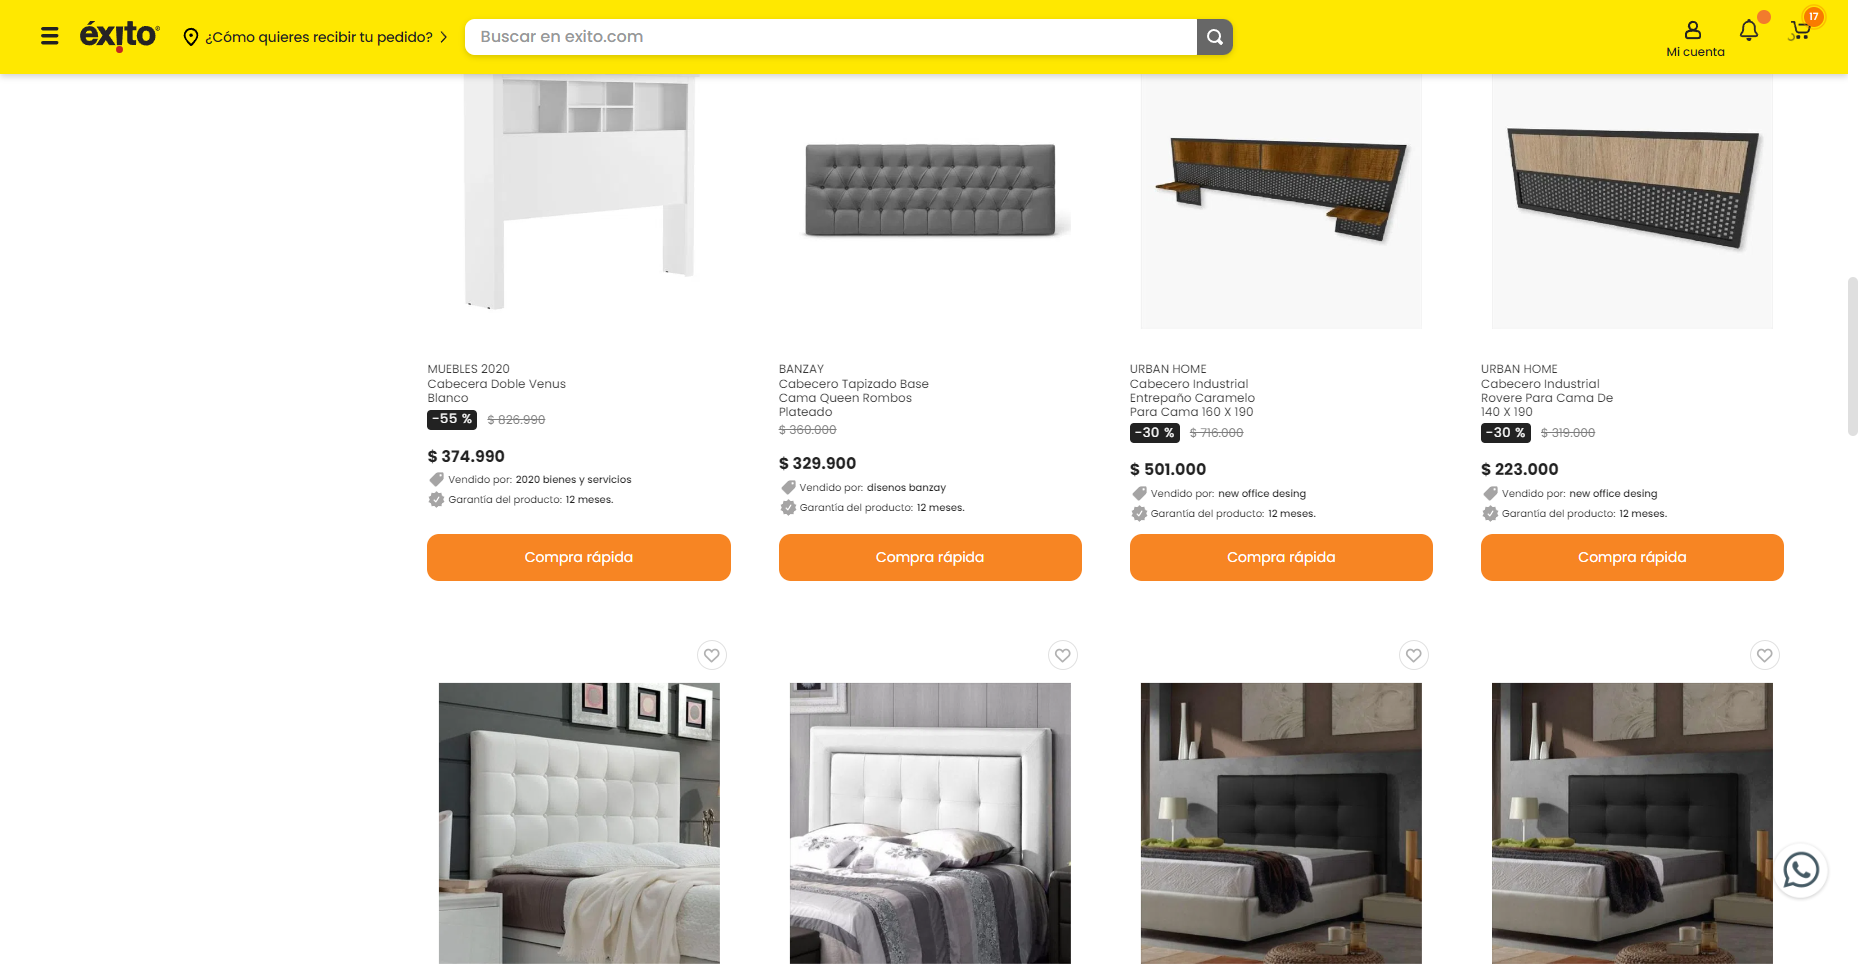 éxito
¿Cómo quieres recibir tu pedido?
Buscar en exito.com
17
Mi cuenta
MUEBLES 2020
Cabecera Doble Venus
Blanco
-55 % $ 826.990
$ 374.990
Vendido por: 2020 bienes y servicios
Garantía del producto: 12 meses.
Compra rápida
BANZAY
Cabecero Tapizado Base
Cama Queen Rombos
Plateado
$ 360.000
$ 329.900
Vendido por: disenos banzay
Garantía del producto: 12 meses.
Compra rápida
URBAN HOME
Cabecero Industrial
Entrepaño Caramelo
Para Cama 160 X 190
-30 % $ 716.000
$ 501.000
Vendido por: new office desing
Garantía del producto: 12 meses.
Compra rápida
URBAN HOME
Cabecero Industrial
Rovere Para Cama De
140 X 190
-30 % $ 319.000
$ 223.000
Vendido por: new office desing
Garantía del producto: 12 meses.
Compra rápida